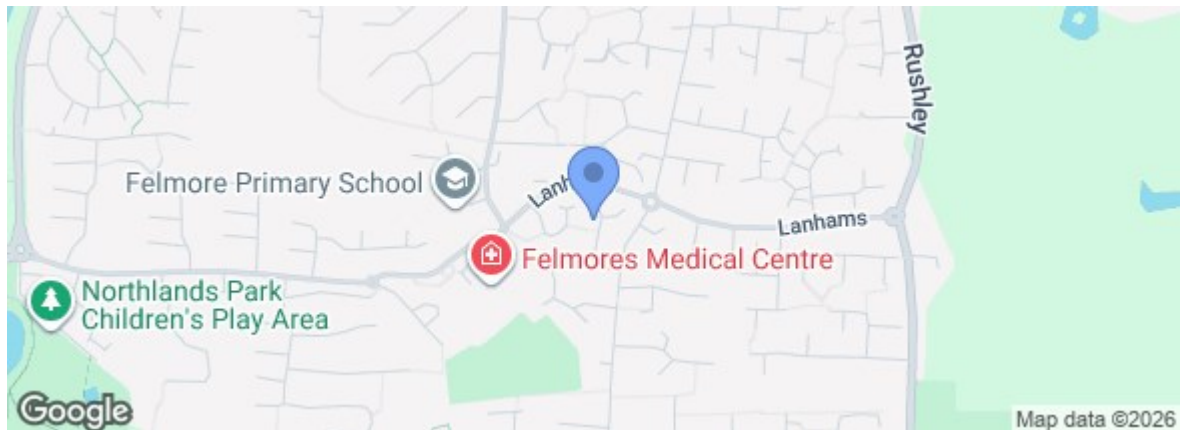 Rushley
Felmore Primary School
Lanh
Lanhams
Felmores Medical Centre
Northlands Park
Children's Play Area
Google
Map data ©2026